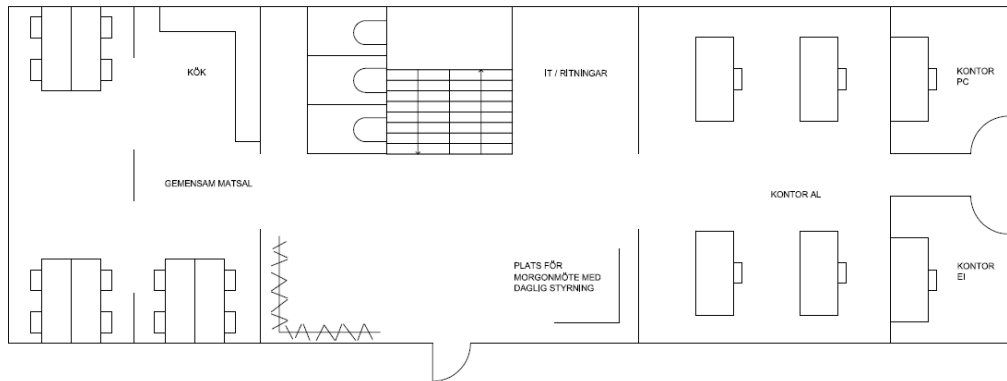 KÖK
IT / RITNINGAR
KONTOR
PC
GEMENSAM MATSAL
KONTOR AL
PLATS FÖR
MORGONMÖTE MED
DAGLIG STYRNING
KONTOR
EI